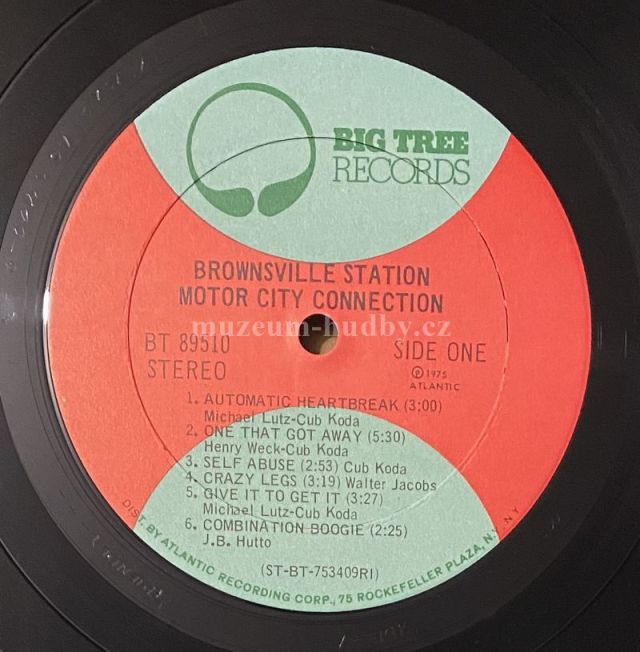 BIG TREE
RECORDS
BROWNSVILLE STATION
MOTOR CITY CONNECTION
muzeum-hudby.cz
BT 89510
STEREO
SIDE ONE
℗ 1975
ATLANTIC
1. AUTOMATIC HEARTBREAK (3:00)
Michael Lutz-Cub Koda
2. ONE THAT GOT AWAY (5:30)
Henry Weck-Cub Koda
3. SELF ABUSE (2:53) Cub Koda
4. CRAZY LEGS (3:19) Walter Jacobs
5. GIVE IT TO GET IT (3:27)
Michael Lutz-Cub Koda
6. COMBINATION BOOGIE (2:25)
J.B. Hutto
(ST-BT-753409RI)
DIST. BY ATLANTIC RECORDING CORP., 75 ROCKEFELLER PLAZA, N.Y. N.Y.